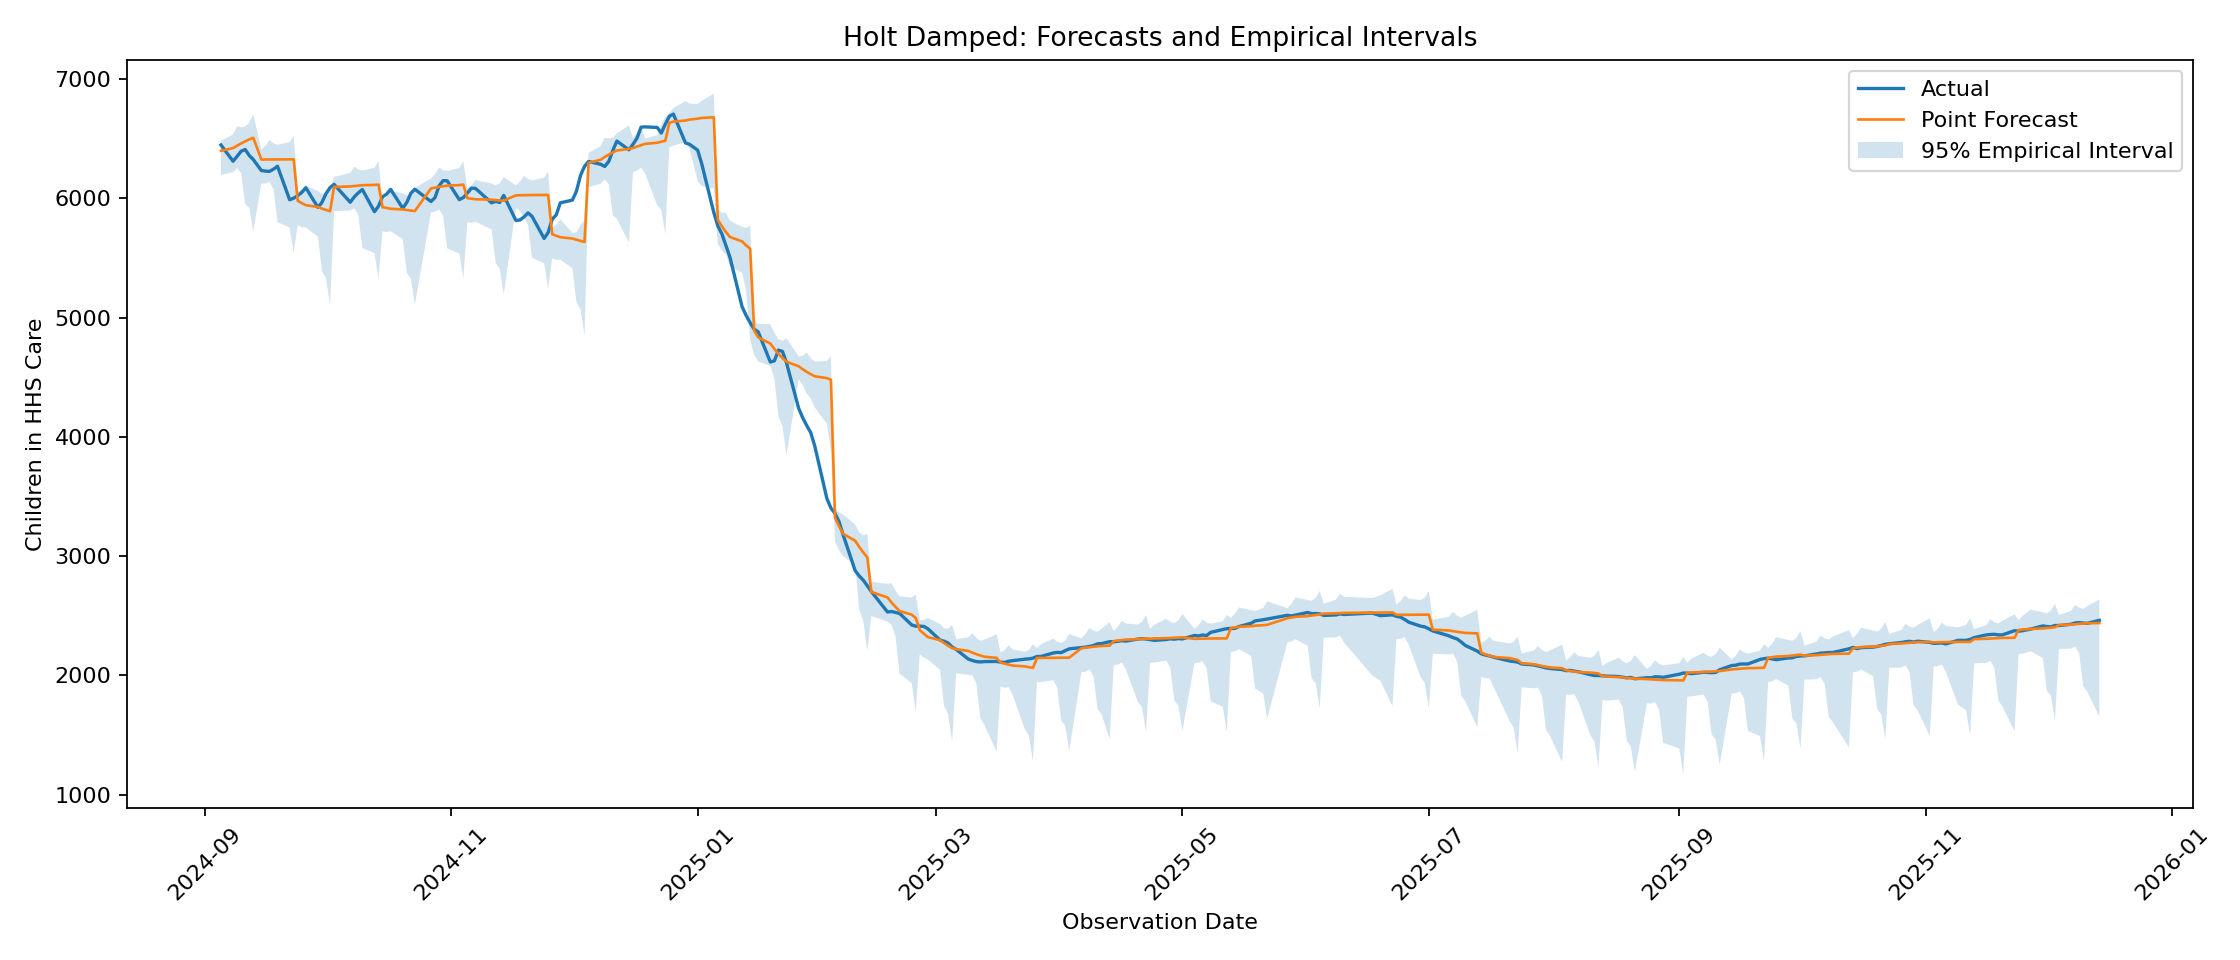 Holt Damped: Forecasts and Empirical Intervals
Actual
Point Forecast
95% Empirical Interval
Children in HHS Care
7000
6000
5000
4000
3000
2000
1000
2024-09
2024-11
2025-01
2025-03
2025-05
2025-07
2025-09
2025-11
2026-01
Observation Date